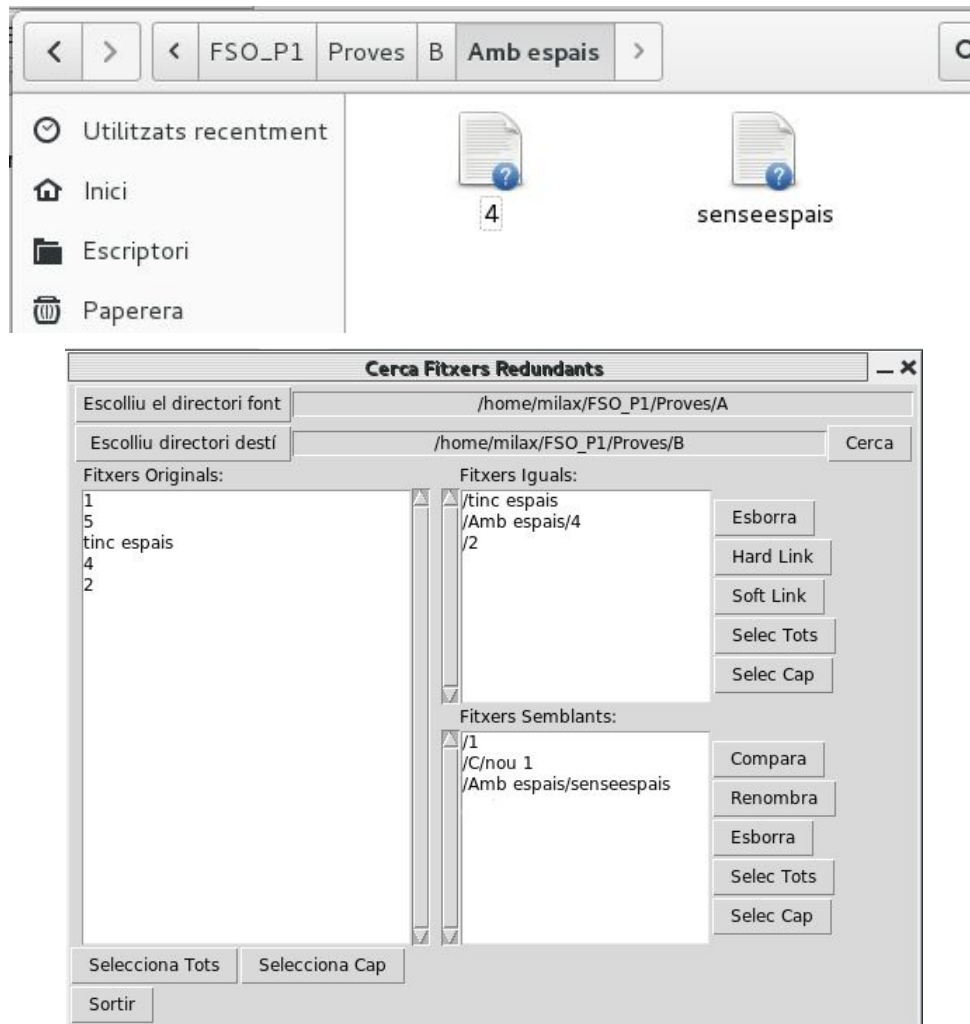 FSO_P1 Proves B Amb espais
Utilitzats recentment
Inici
Escriptori
Paperera
4
senseespais
Cerca Fitxers Redundants
Escolliu el directori font /home/milax/FSO_P1/Proves/A
Escolliu directori destí /home/milax/FSO_P1/Proves/B Cerca
Fitxers Originals:
1
5
tinc espais
4
2
Fitxers Iguals:
/tinc espais
/Amb espais/4
/2
Esborra
Hard Link
Soft Link
Selec Tots
Selec Cap
Fitxers Semblants:
/1
/C/nou 1
/Amb espais/senseespais
Compara
Renombra
Esborra
Selec Tots
Selec Cap
Selecciona Tots Selecciona Cap
Sortir